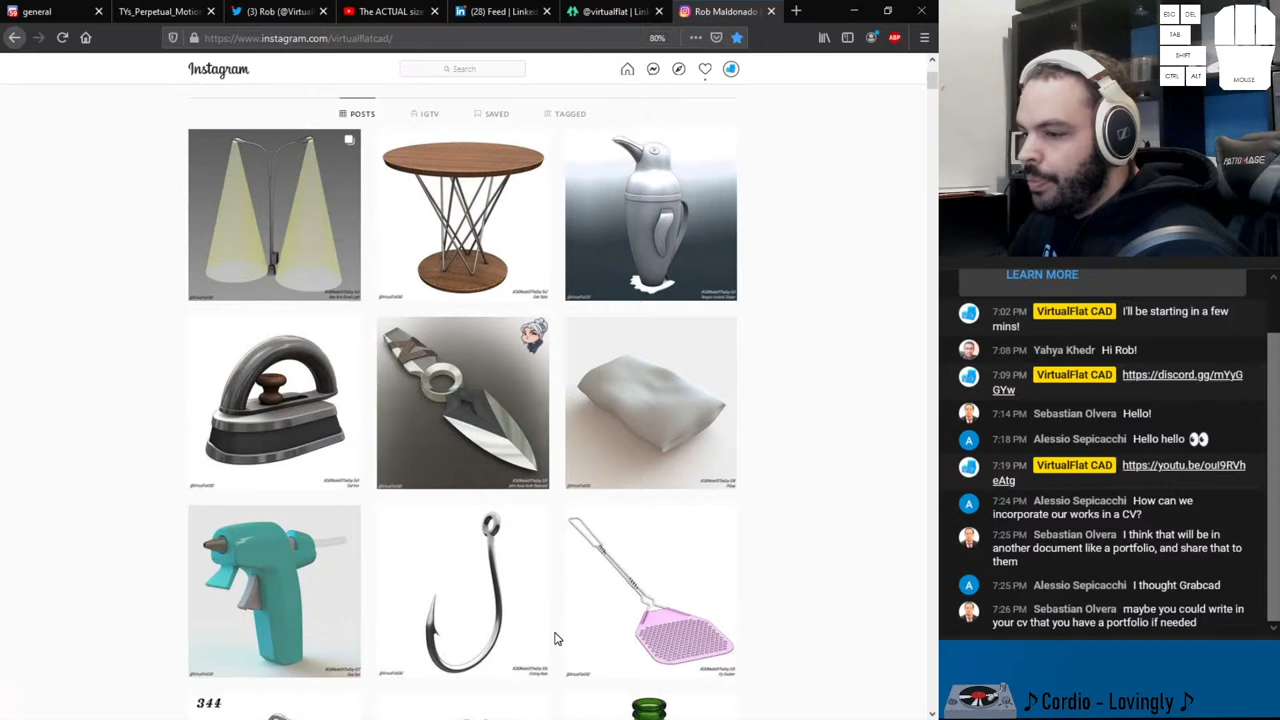 general
TYs_Perpetual_Motion
(3) Rob (@Virtual
The ACTUAL size
(28) Feed | Linked
@virtualflat | Link
Rob Maldonado
https://www.instagram.com/virtualflatcad/
80%
ABP
Instagram
Search
POSTS
IGTV
SAVED
TAGGED
344
ESC
DEL
TAB
SHIFT
CTRL
ALT
MOUSE
LEARN MORE
7:02 PM VirtualFlat CAD I'll be starting in a few
mins!
7:08 PM Yahya Khedr Hi Rob!
7:09 PM VirtualFlat CAD https://discord.gg/mYyG
GYw
7:14 PM Sebastian Olvera Hello!
7:18 PM Alessio Sepicacchi Hello hello 👀
7:19 PM VirtualFlat CAD https://youtu.be/ouI9RVh
eAtg
7:24 PM Alessio Sepicacchi How can we
incorporate our works in a CV?
7:25 PM Sebastian Olvera I think that will be in
another document like a portfolio, and share that to
them
7:25 PM Alessio Sepicacchi I thought Grabcad
7:26 PM Sebastian Olvera maybe you could write in
your cv that you have a portfolio if needed
♪ Cordio - Lovingly ♪